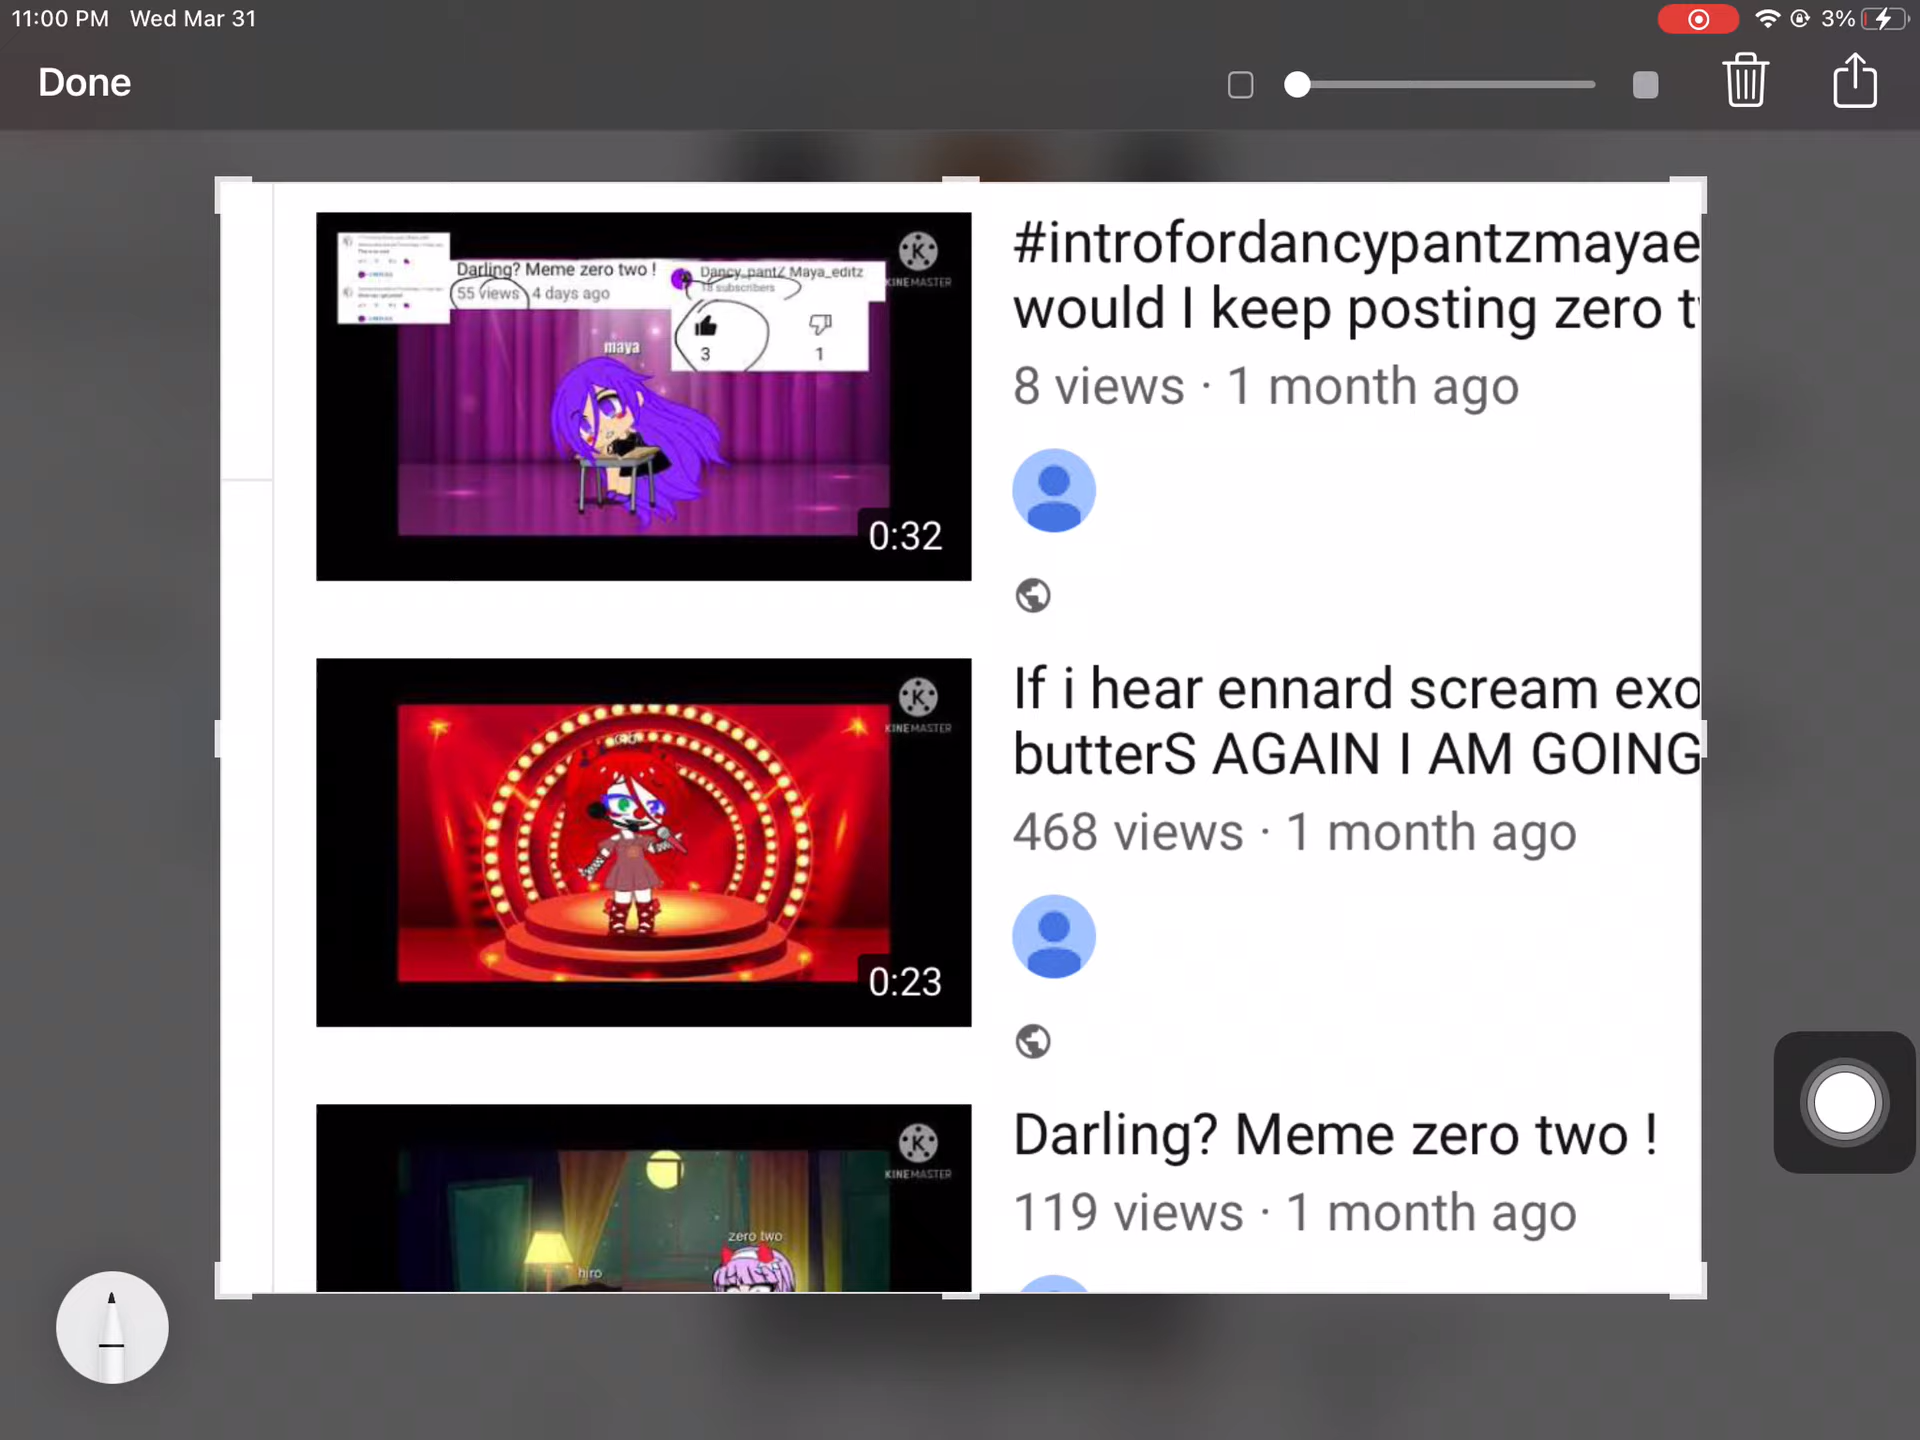 11:00 PM Wed Mar 31
3%
Done
Darling? Meme zero two !
55 views 4 days ago
Dancy_pantZ Maya_editz
18 subscribers
3
1
maya
KINEMASTER
0:32
#introfordancypantzmayae
would I keep posting zero t
8 views · 1 month ago
KINEMASTER
0:23
If i hear ennard scream exo
butterS AGAIN I AM GOING
468 views · 1 month ago
KINEMASTER
zero two
hiro
Darling? Meme zero two !
119 views · 1 month ago